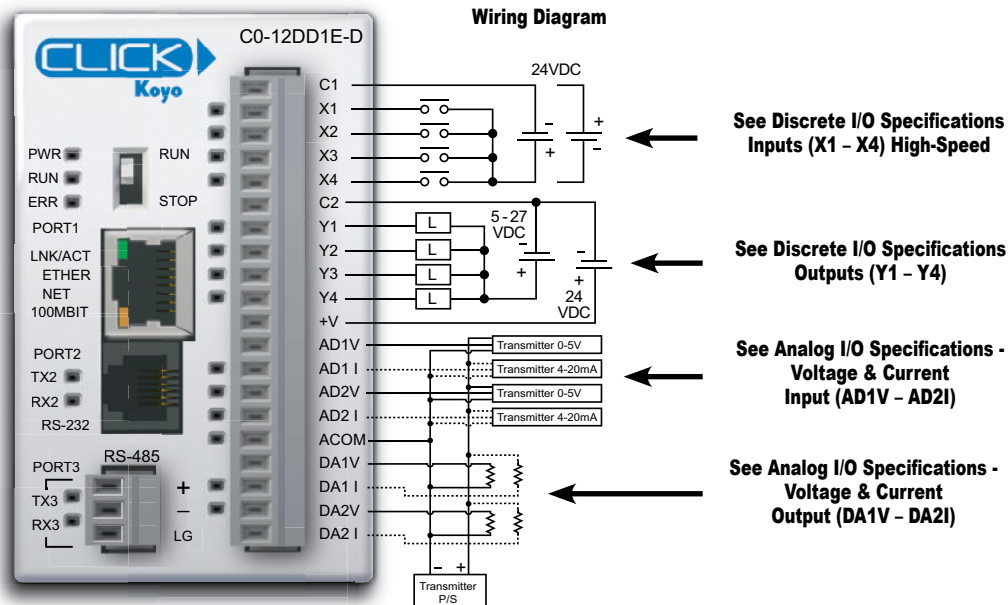 Wiring Diagram
CLICK
Koyo
C0-12DD1E-D
PWR
RUN
ERR
RUN
STOP
PORT1
LNK/ACT
ETHER
NET
100MBIT
PORT2
TX2
RX2
RS-232
PORT3
RS-485
TX3
RX3
+
–
LG
C1
X1
X2
X3
X4
C2
Y1
Y2
Y3
Y4
+V
AD1V
AD1 I
AD2V
AD2 I
ACOM
DA1V
DA1 I
DA2V
DA2 I
24VDC
-
+
+
-
L
L
L
L
5 - 27
VDC
-
+
-
+
24
VDC
Transmitter 0-5V
Transmitter 4-20mA
Transmitter 0-5V
Transmitter 4-20mA
- +
Transmitter
P/S
See Discrete I/O Specifications
Inputs (X1 – X4) High-Speed
See Discrete I/O Specifications
Outputs (Y1 – Y4)
See Analog I/O Specifications -
Voltage & Current
Input (AD1V – AD2I)
See Analog I/O Specifications -
Voltage & Current
Output (DA1V – DA2I)